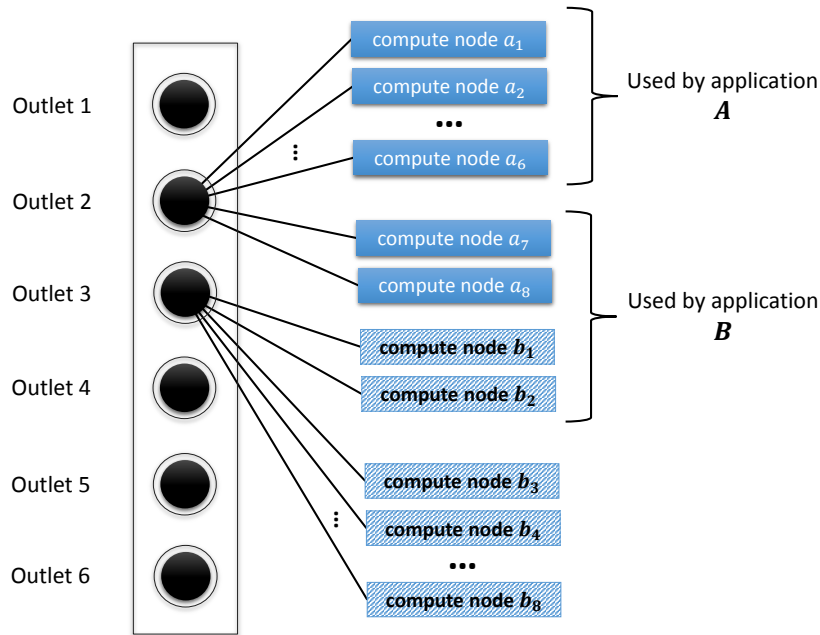 Outlet 1
Outlet 2
Outlet 3
Outlet 4
Outlet 5
Outlet 6
compute node a₁
compute node a₂
...
compute node a₆
⋮
compute node a₇
compute node a₈
compute node b₁
compute node b₂
compute node b₃
compute node b₄
⋮
...
compute node b₈
Used by application
A
Used by application
B